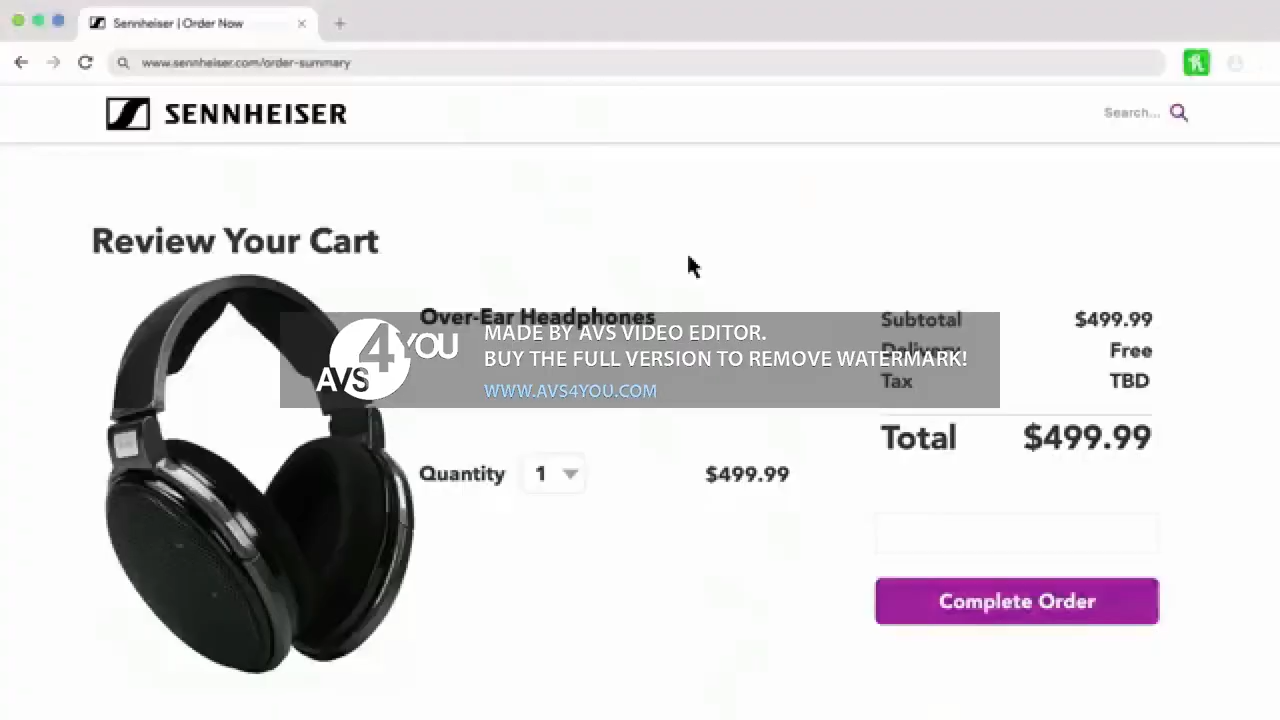 Sennheiser | Order Now
www.sennheiser.com/order-summary
SENNHEISER
Search...
Review Your Cart
Over-Ear Headphones
Subtotal $499.99
Delivery Free
Tax TBD
AVS4YOU
MADE BY AVS VIDEO EDITOR.
BUY THE FULL VERSION TO REMOVE WATERMARK!
WWW.AVS4YOU.COM
Total $499.99
Quantity 1 $499.99
Complete Order